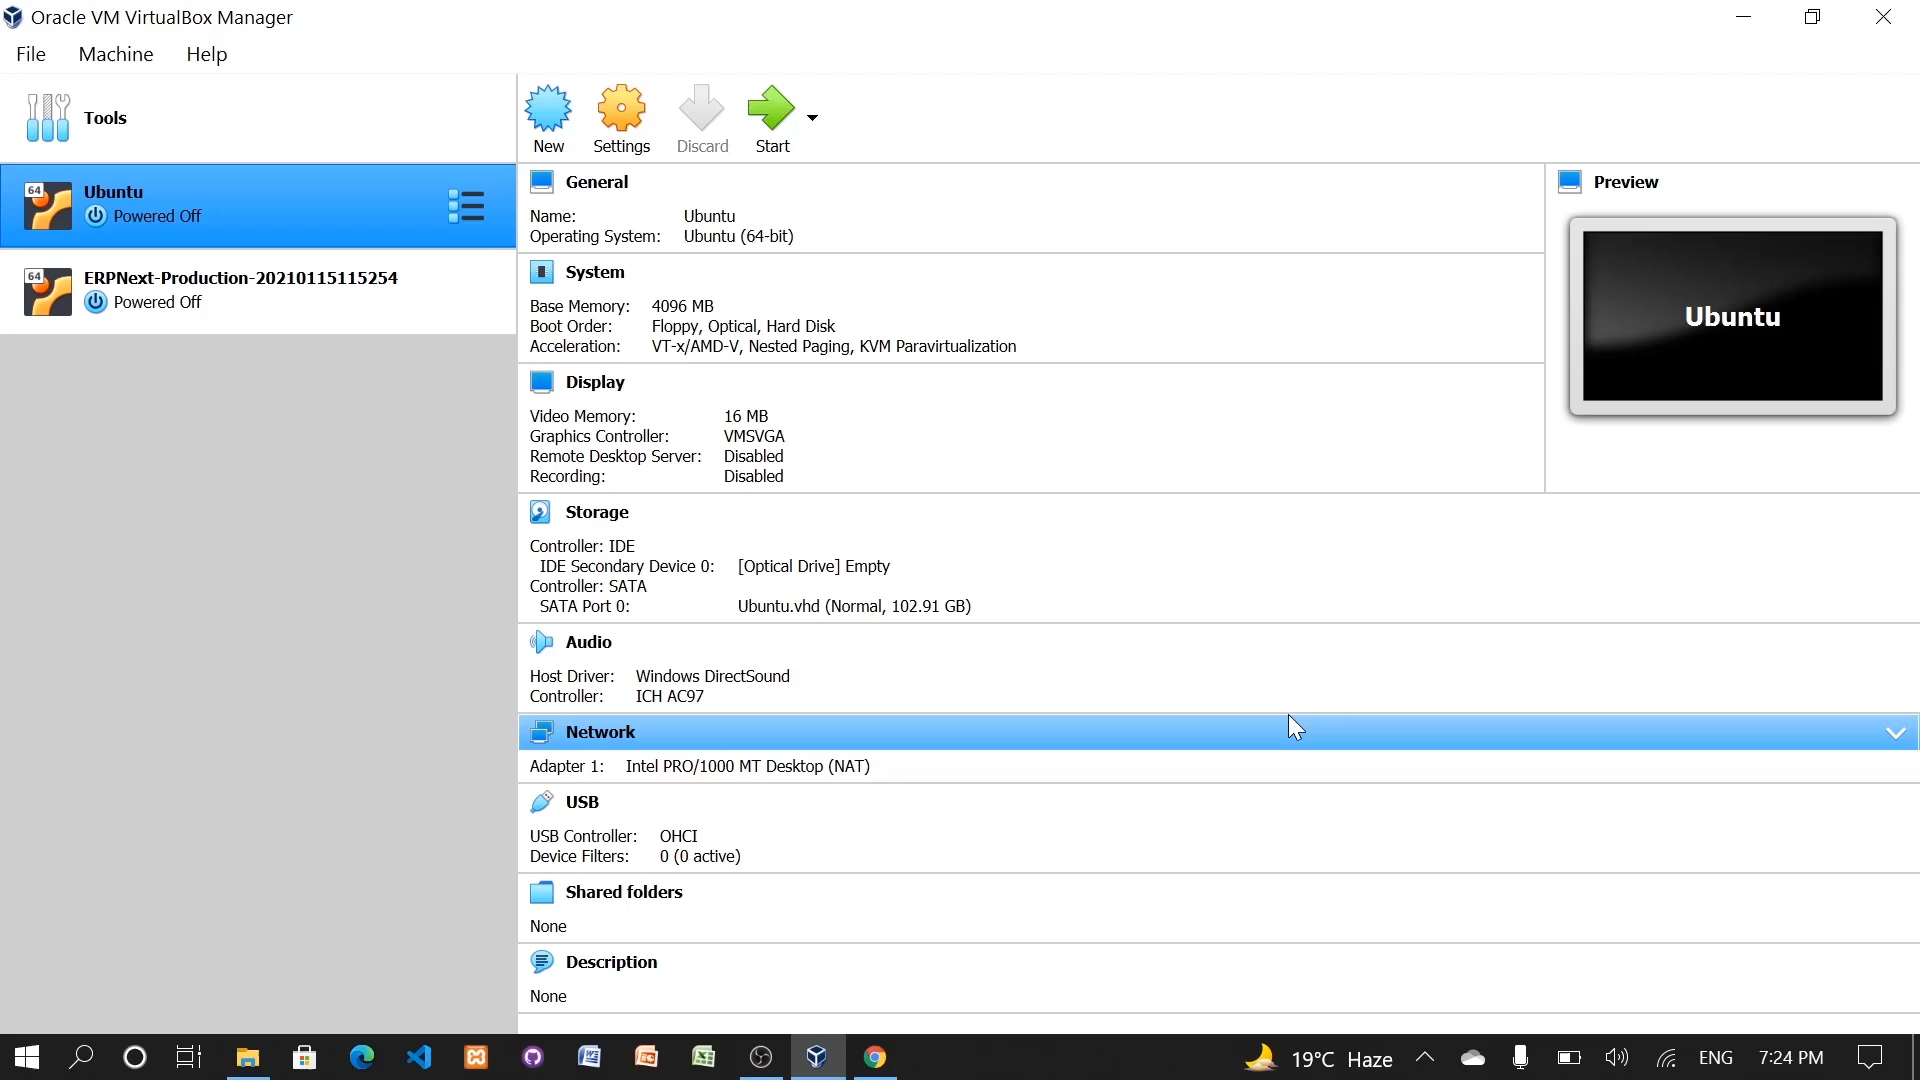 Oracle VM VirtualBox Manager
File Machine Help
Tools
New Settings Discard Start
64 Ubuntu
Powered Off
64 ERPNext-Production-20210115115254
Powered Off
General
Name: Ubuntu
Operating System: Ubuntu (64-bit)
System
Base Memory: 4096 MB
Boot Order: Floppy, Optical, Hard Disk
Acceleration: VT-x/AMD-V, Nested Paging, KVM Paravirtualization
Display
Video Memory: 16 MB
Graphics Controller: VMSVGA
Remote Desktop Server: Disabled
Recording: Disabled
Preview
Ubuntu
Storage
Controller: IDE
IDE Secondary Device 0: [Optical Drive] Empty
Controller: SATA
SATA Port 0: Ubuntu.vhd (Normal, 102.91 GB)
Audio
Host Driver: Windows DirectSound
Controller: ICH AC97
Network
Adapter 1: Intel PRO/1000 MT Desktop (NAT)
USB
USB Controller: OHCI
Device Filters: 0 (0 active)
Shared folders
None
Description
None
19°C Haze ENG 7:24 PM